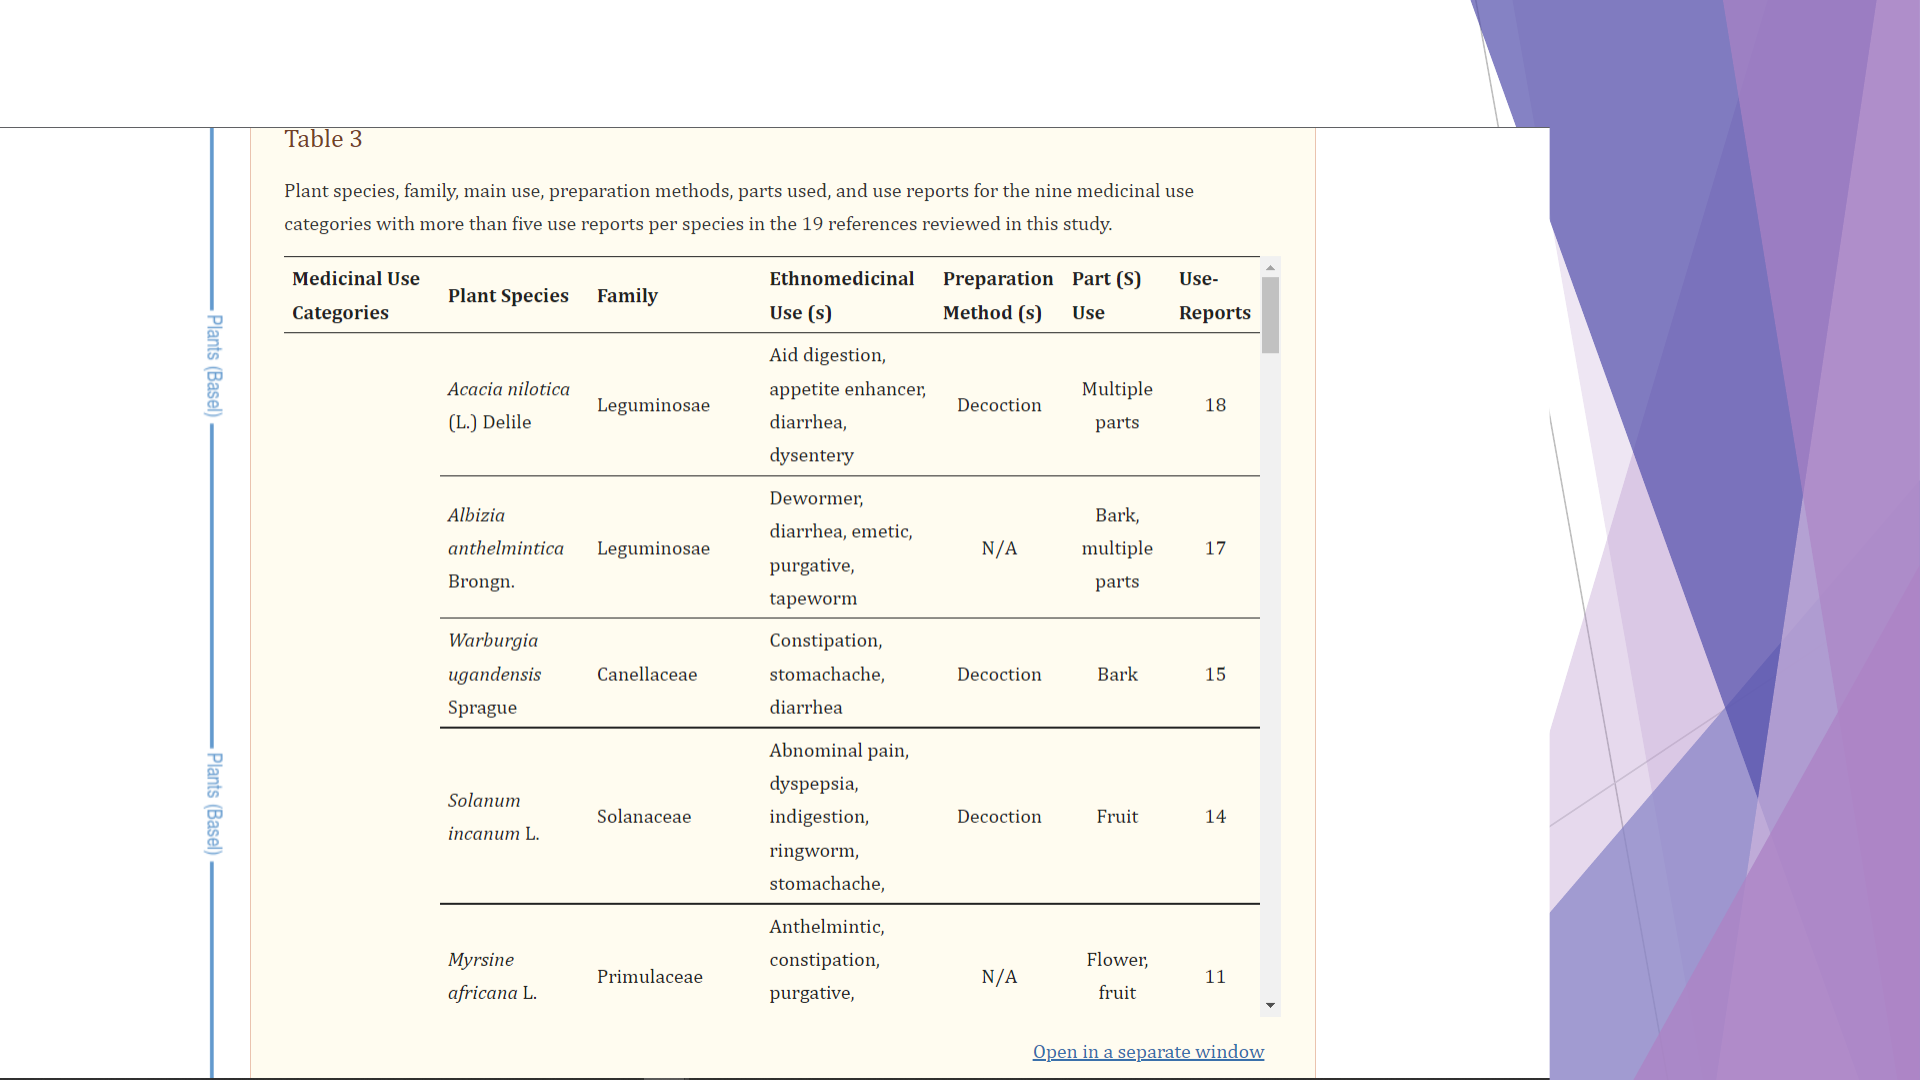 Table 3
Plant species, family, main use, preparation methods, parts used, and use reports for the nine medicinal use
categories with more than five use reports per species in the 19 references reviewed in this study.
Medicinal Use
Categories
Plant Species
Family
Ethnomedicinal
Use (s)
Preparation
Method (s)
Part (S)
Use
Use-
Reports
Acacia nilotica
(L.) Delile
Leguminosae
Aid digestion,
appetite enhancer,
diarrhea,
dysentery
Decoction
Multiple
parts
18
Albizia
anthelmintica
Brongn.
Leguminosae
Dewormer,
diarrhea, emetic,
purgative,
tapeworm
N/A
Bark,
multiple
parts
17
Warburgia
ugandensis
Sprague
Canellaceae
Constipation,
stomachache,
diarrhea
Decoction
Bark
15
Solanum
incanum L.
Solanaceae
Abnominal pain,
dyspepsia,
indigestion,
ringworm,
stomachache,
Decoction
Fruit
14
Myrsine
africana L.
Primulaceae
Anthelmintic,
constipation,
purgative,
N/A
Flower,
fruit
11
Open in a separate window
Plants (Basel)
Plants (Basel)